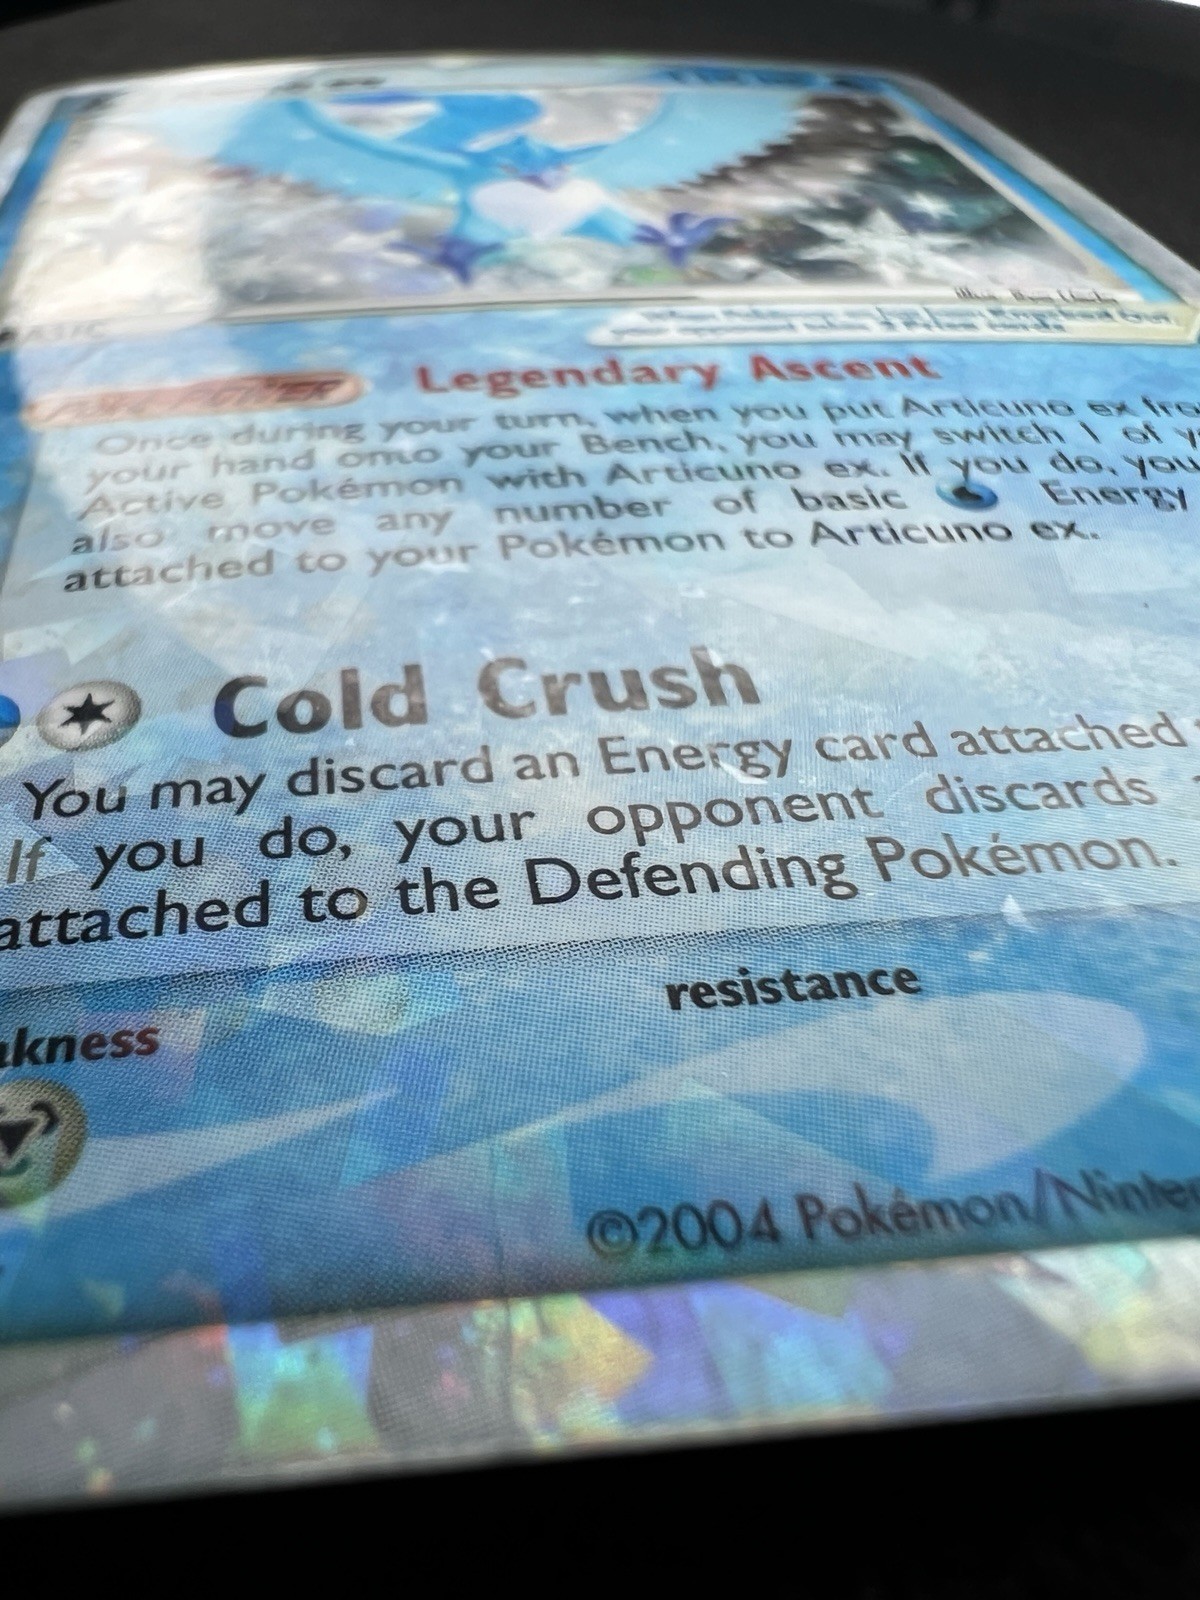 Legendary Ascent
Once during your turn, when you put Articuno ex fro
your hand onto your Bench, you may switch 1 of y
Active Pokémon with Articuno ex. If you do, you
also move any number of basic Energy
attached to your Pokémon to Articuno ex.
Cold Crush
You may discard an Energy card attached
If you do, your opponent discards
attached to the Defending Pokémon.
akness
resistance
©2004 Pokémon/Ninten